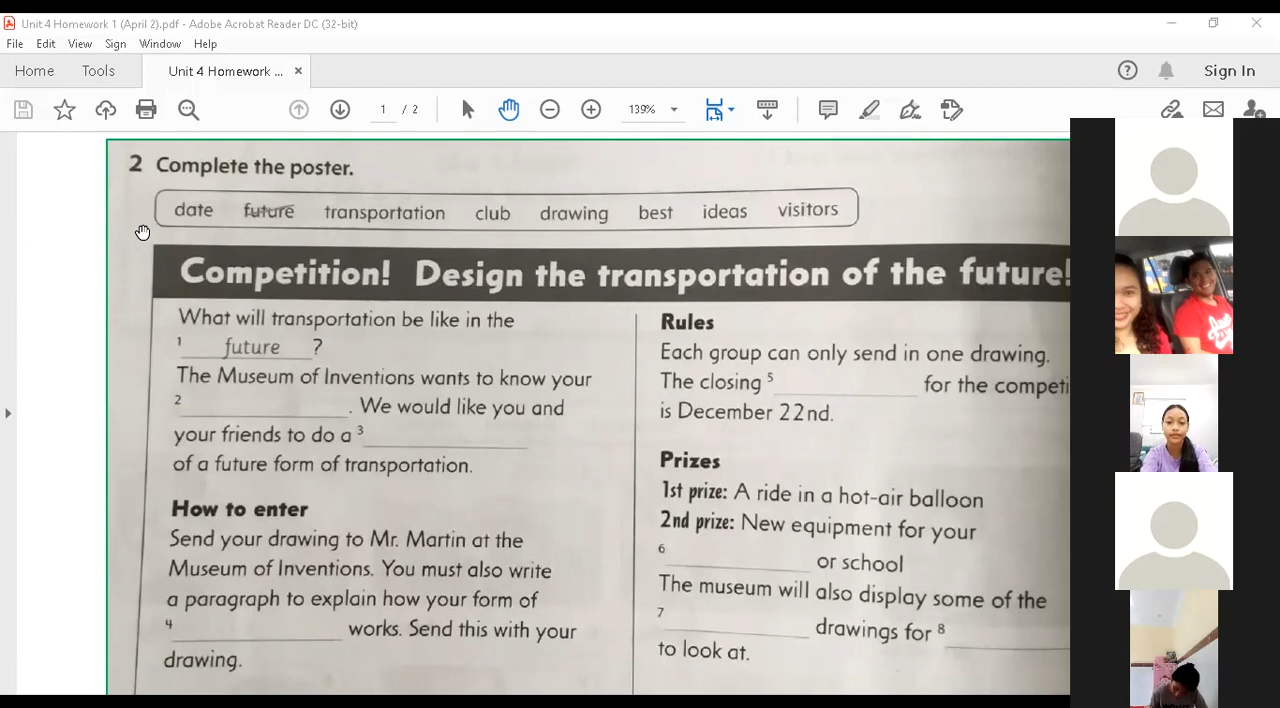 Unit 4 Homework 1 (April 2).pdf - Adobe Acrobat Reader DC (32-bit)
File Edit View Sign Window Help
Home Tools Unit 4 Homework ... × Sign In
1 / 2 139%
2 Complete the poster.
date future transportation club drawing best ideas visitors
Competition! Design the transportation of the future!
What will transportation be like in the
1 future ?
The Museum of Inventions wants to know your
2 ____. We would like you and
your friends to do a 3 ____
of a future form of transportation.
How to enter
Send your drawing to Mr. Martin at the
Museum of Inventions. You must also write
a paragraph to explain how your form of
4 ____ works. Send this with your
drawing.
Rules
Each group can only send in one drawing.
The closing 5 ____ for the competi
is December 22nd.
Prizes
1st prize: A ride in a hot-air balloon
2nd prize: New equipment for your
6 ____ or school
The museum will also display some of the
7 ____ drawings for 8 ____
to look at.